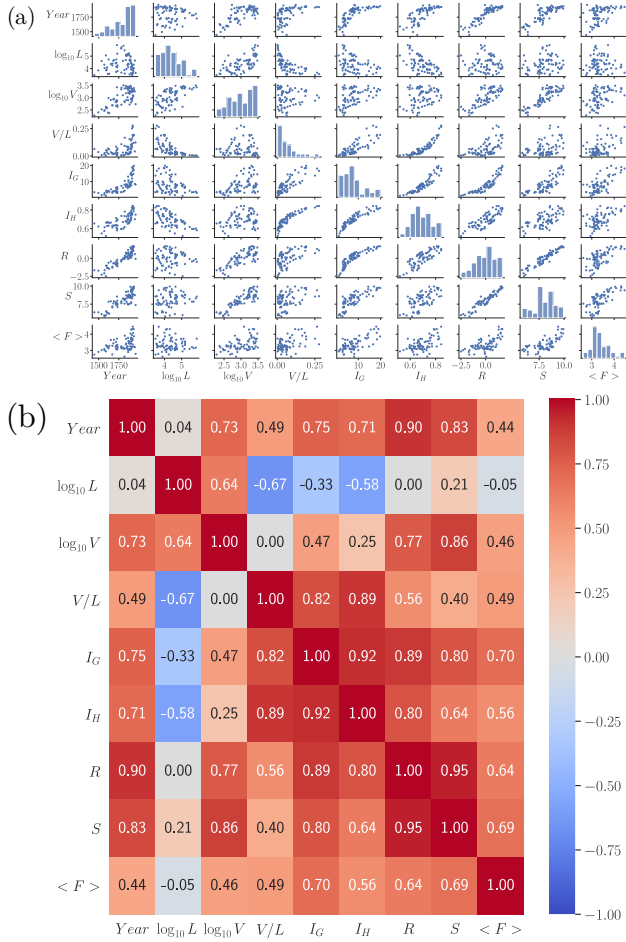 (a)
Year 1750
1500
log₁₀ L 5
4
log₁₀ V 3.5
3.0
2.5
V/L 0.25
0.00
I_G 20
10
I_H 0.8
0.6
R 0.0
−2.5
S 10.0
7.5
< F > 4
3
1500 1750 4 5 2.5 3.0 3.5 0.00 0.25 0 10 20 0.6 0.8 −2.5 0.0 7.5 10.0 3 4
Year log₁₀ L log₁₀ V V/L I_G I_H R S < F >
(b)
Year 1.00 0.04 0.73 0.49 0.75 0.71 0.90 0.83 0.44
log₁₀ L 0.04 1.00 0.64 -0.67 -0.33 -0.58 0.00 0.21 -0.05
log₁₀ V 0.73 0.64 1.00 0.00 0.47 0.25 0.77 0.86 0.46
V/L 0.49 -0.67 0.00 1.00 0.82 0.89 0.56 0.40 0.49
I_G 0.75 -0.33 0.47 0.82 1.00 0.92 0.89 0.80 0.70
I_H 0.71 -0.58 0.25 0.89 0.92 1.00 0.80 0.64 0.56
R 0.90 0.00 0.77 0.56 0.89 0.80 1.00 0.95 0.64
S 0.83 0.21 0.86 0.40 0.80 0.64 0.95 1.00 0.69
< F > 0.44 -0.05 0.46 0.49 0.70 0.56 0.64 0.69 1.00
Year log₁₀ L log₁₀ V V/L I_G I_H R S < F >
1.00
0.75
0.50
0.25
0.00
−0.25
−0.50
−0.75
−1.00